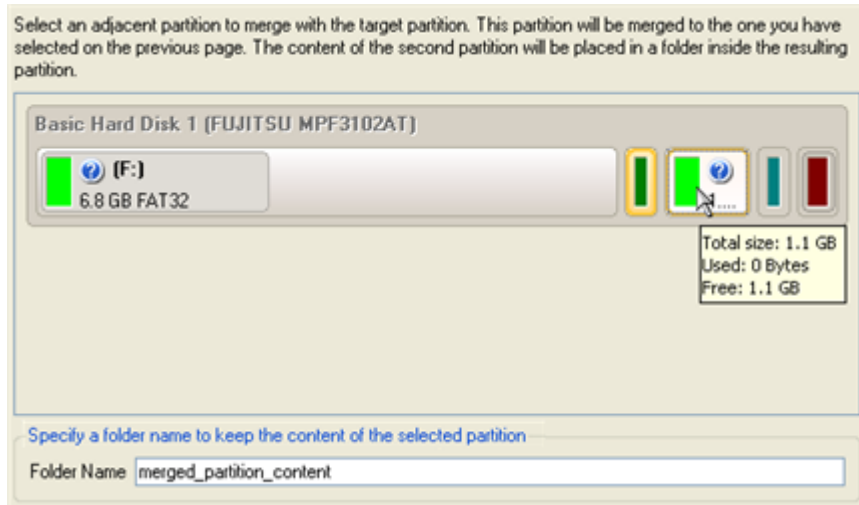 Select an adjacent partition to merge with the target partition. This partition will be merged to the one you have
selected on the previous page. The content of the second partition will be placed in a folder inside the resulting
partition.
Basic Hard Disk 1 (FUJITSU MPF3102AT)
(F:)
6.8 GB FAT32
Total size: 1.1 GB
Used: 0 Bytes
Free: 1.1 GB
Specify a folder name to keep the content of the selected partition
Folder Name merged_partition_content